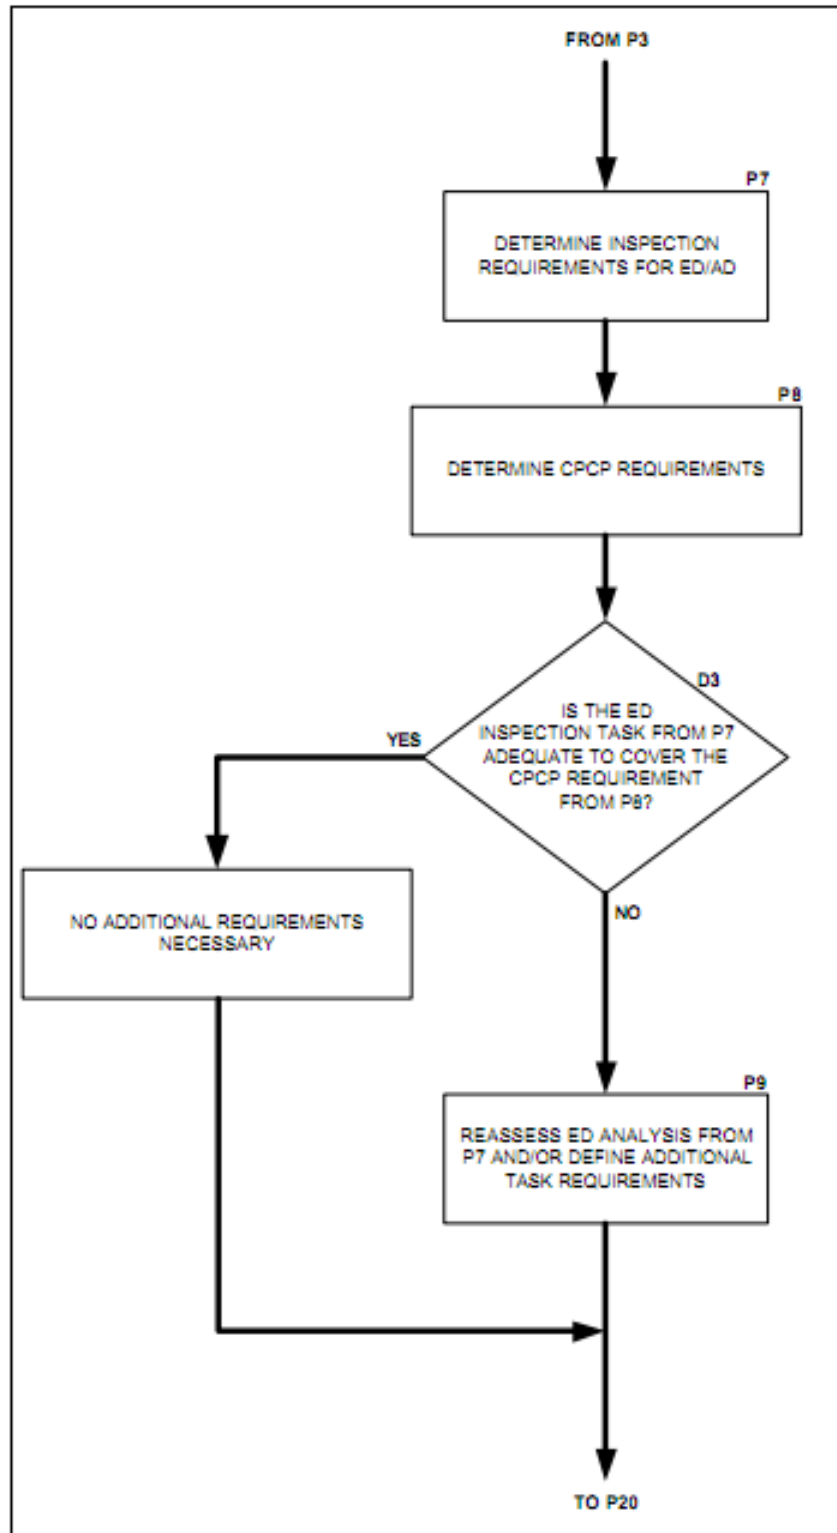 FROM P3
P7
DETERMINE INSPECTION
REQUIREMENTS FOR ED/AD
P8
DETERMINE CPCP REQUIREMENTS
D3
IS THE ED
INSPECTION TASK FROM P7
ADEQUATE TO COVER THE
CPCP REQUIREMENT
FROM P8?
YES
NO
NO ADDITIONAL REQUIREMENTS
NECESSARY
P9
REASSESS ED ANALYSIS FROM
P7 AND/OR DEFINE ADDITIONAL
TASK REQUIREMENTS
TO P20